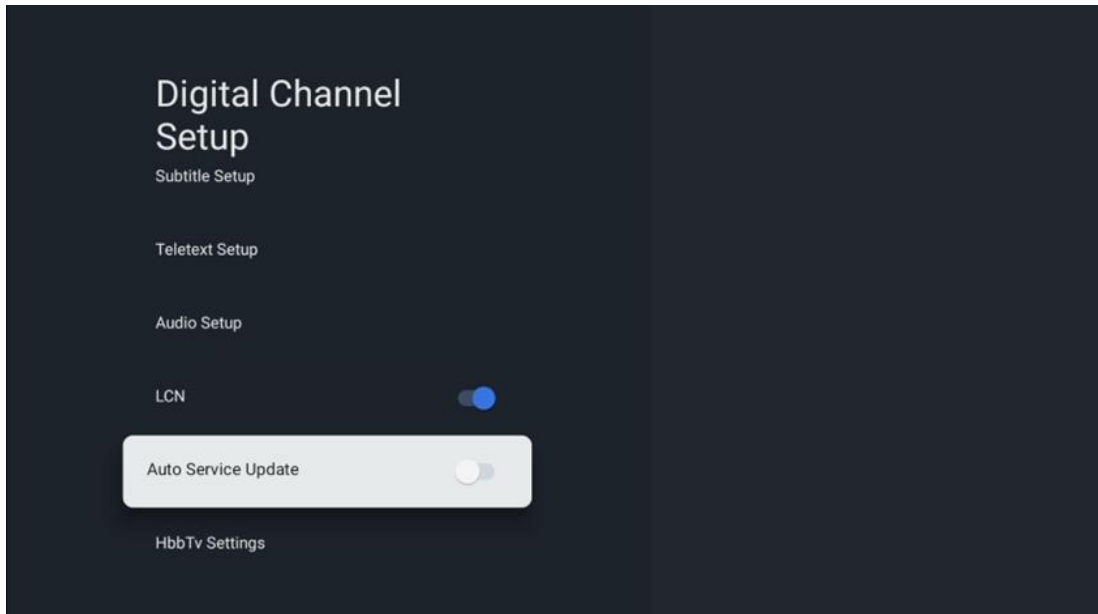 Digital Channel
Setup
Subtitle Setup
Teletext Setup
Audio Setup
LCN
Auto Service Update
HbbTv Settings